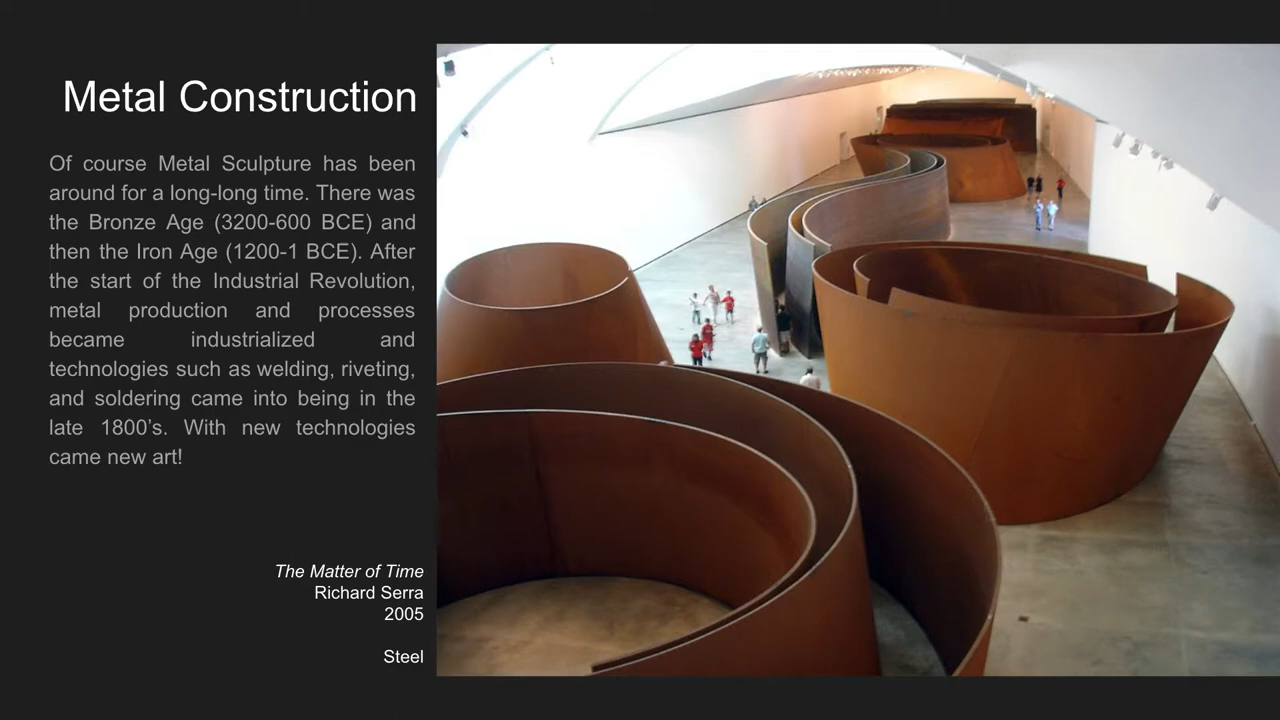 Metal Construction
Of course Metal Sculpture has been
around for a long-long time. There was
the Bronze Age (3200-600 BCE) and
then the Iron Age (1200-1 BCE). After
the start of the Industrial Revolution,
metal production and processes
became industrialized and
technologies such as welding, riveting,
and soldering came into being in the
late 1800’s. With new technologies
came new art!
The Matter of Time
Richard Serra
2005
Steel